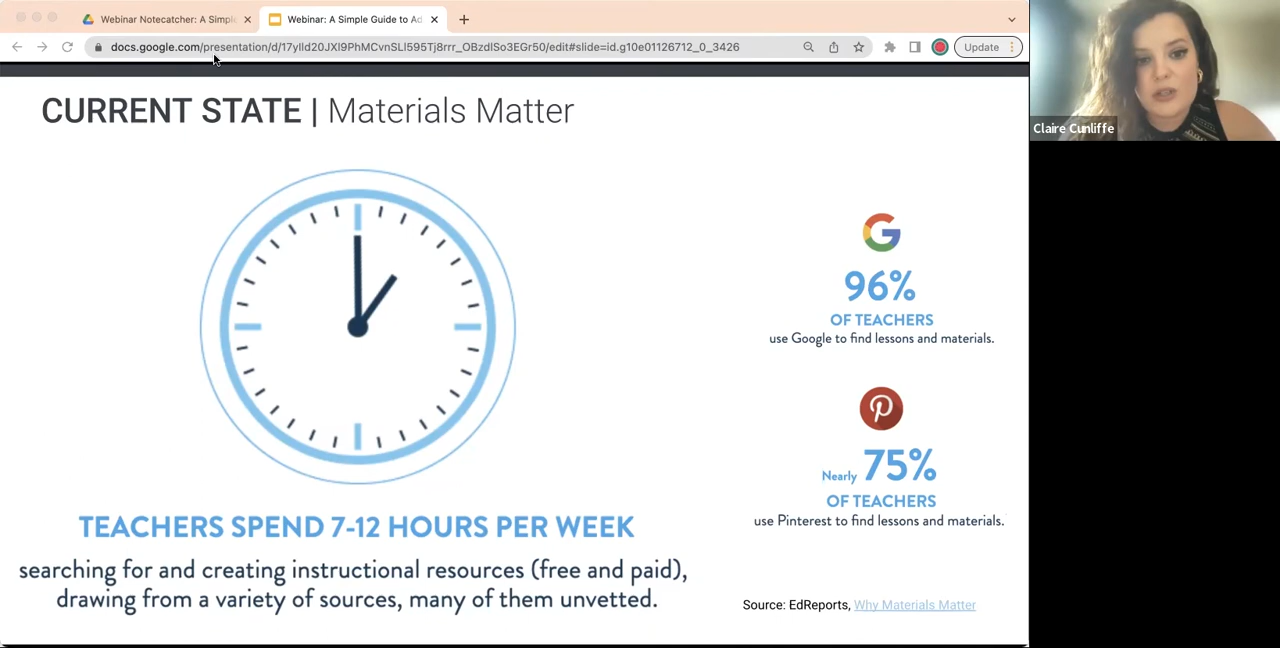 Webinar Notecatcher: A Simple
Webinar: A Simple Guide to Ad
docs.google.com/presentation/d/17yIld20JXl9PhMCvnSLl595Tj8rrr_OBzdlSo3EGr50/edit#slide=id.g10e01126712_0_3426
Update
CURRENT STATE | Materials Matter
Claire Cunliffe
96%
OF TEACHERS
use Google to find lessons and materials.
Nearly 75%
OF TEACHERS
use Pinterest to find lessons and materials.
TEACHERS SPEND 7-12 HOURS PER WEEK
searching for and creating instructional resources (free and paid),
drawing from a variety of sources, many of them unvetted.
Source: EdReports, Why Materials Matter